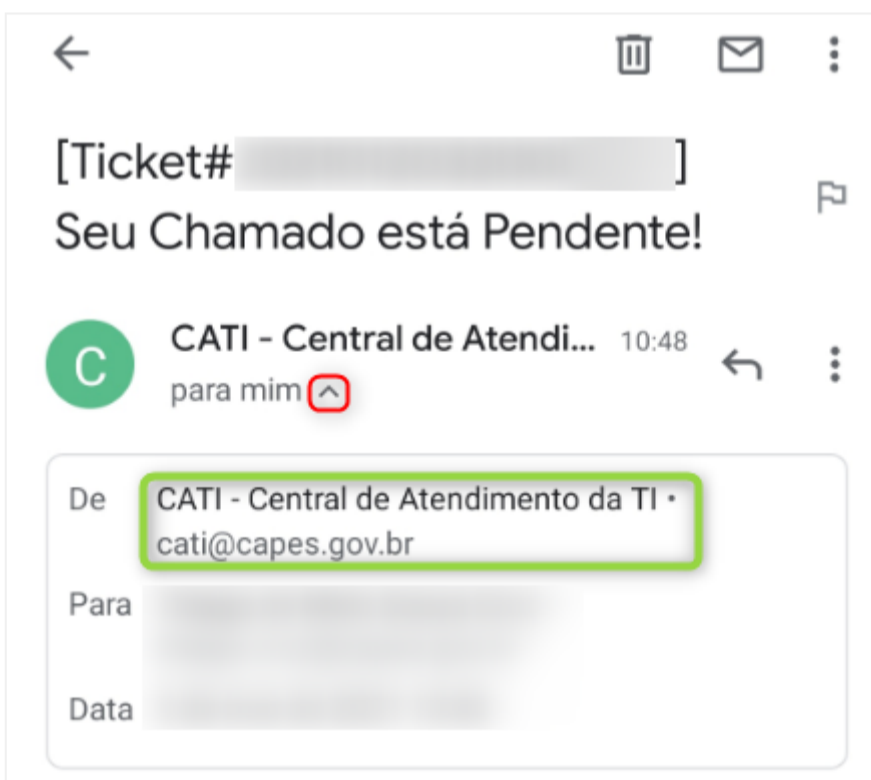 [Ticket# ]
Seu Chamado está Pendente!
CATI - Central de Atendi... 10:48
C
para mim
De CATI - Central de Atendimento da TI •
cati@capes.gov.br
Para
Data